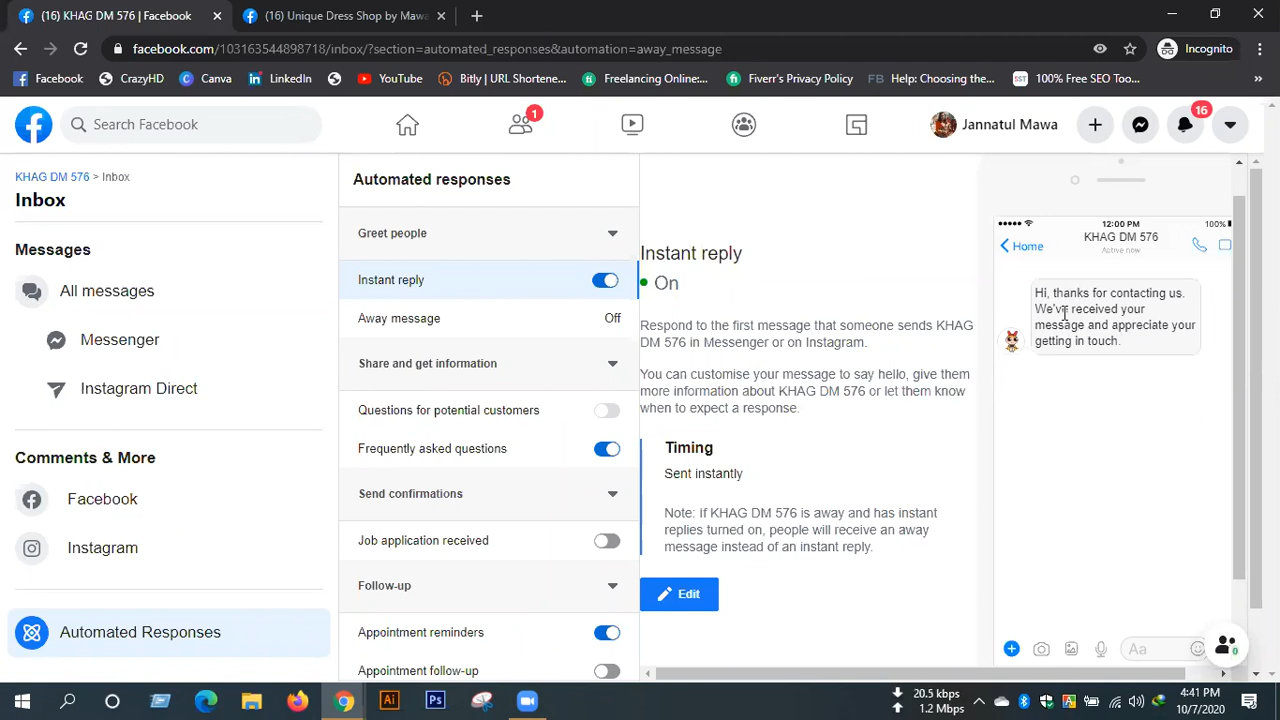 (16) KHAG DM 576 | Facebook
(16) Unique Dress Shop by Mawa
facebook.com/103163544898718/inbox/?section=automated_responses&automation=away_message
Incognito
Facebook
CrazyHD
Canva
LinkedIn
YouTube
Bitly | URL Shortene...
Freelancing Online:...
Fiverr's Privacy Policy
FB Help: Choosing the...
SST 100% Free SEO Too...
Search Facebook
1
Jannatul Mawa
16
KHAG DM 576 > Inbox
Inbox
Messages
All messages
Messenger
Instagram Direct
Comments & More
Facebook
Instagram
Automated Responses
Automated responses
Greet people
Instant reply
Away message Off
Share and get information
Questions for potential customers
Frequently asked questions
Send confirmations
Job application received
Follow-up
Appointment reminders
Appointment follow-up
Instant reply
On
Respond to the first message that someone sends KHAG
DM 576 in Messenger or on Instagram.
You can customise your message to say hello, give them
more information about KHAG DM 576 or let them know
when to expect a response.
Timing
Sent instantly
Note: If KHAG DM 576 is away and has instant
replies turned on, people will receive an away
message instead of an instant reply.
Edit
12:00 PM
100%
Home
KHAG DM 576
Active now
Hi, thanks for contacting us.
We've received your
message and appreciate your
getting in touch.
Aa
0
20.5 kbps
1.2 Mbps
4:41 PM
10/7/2020